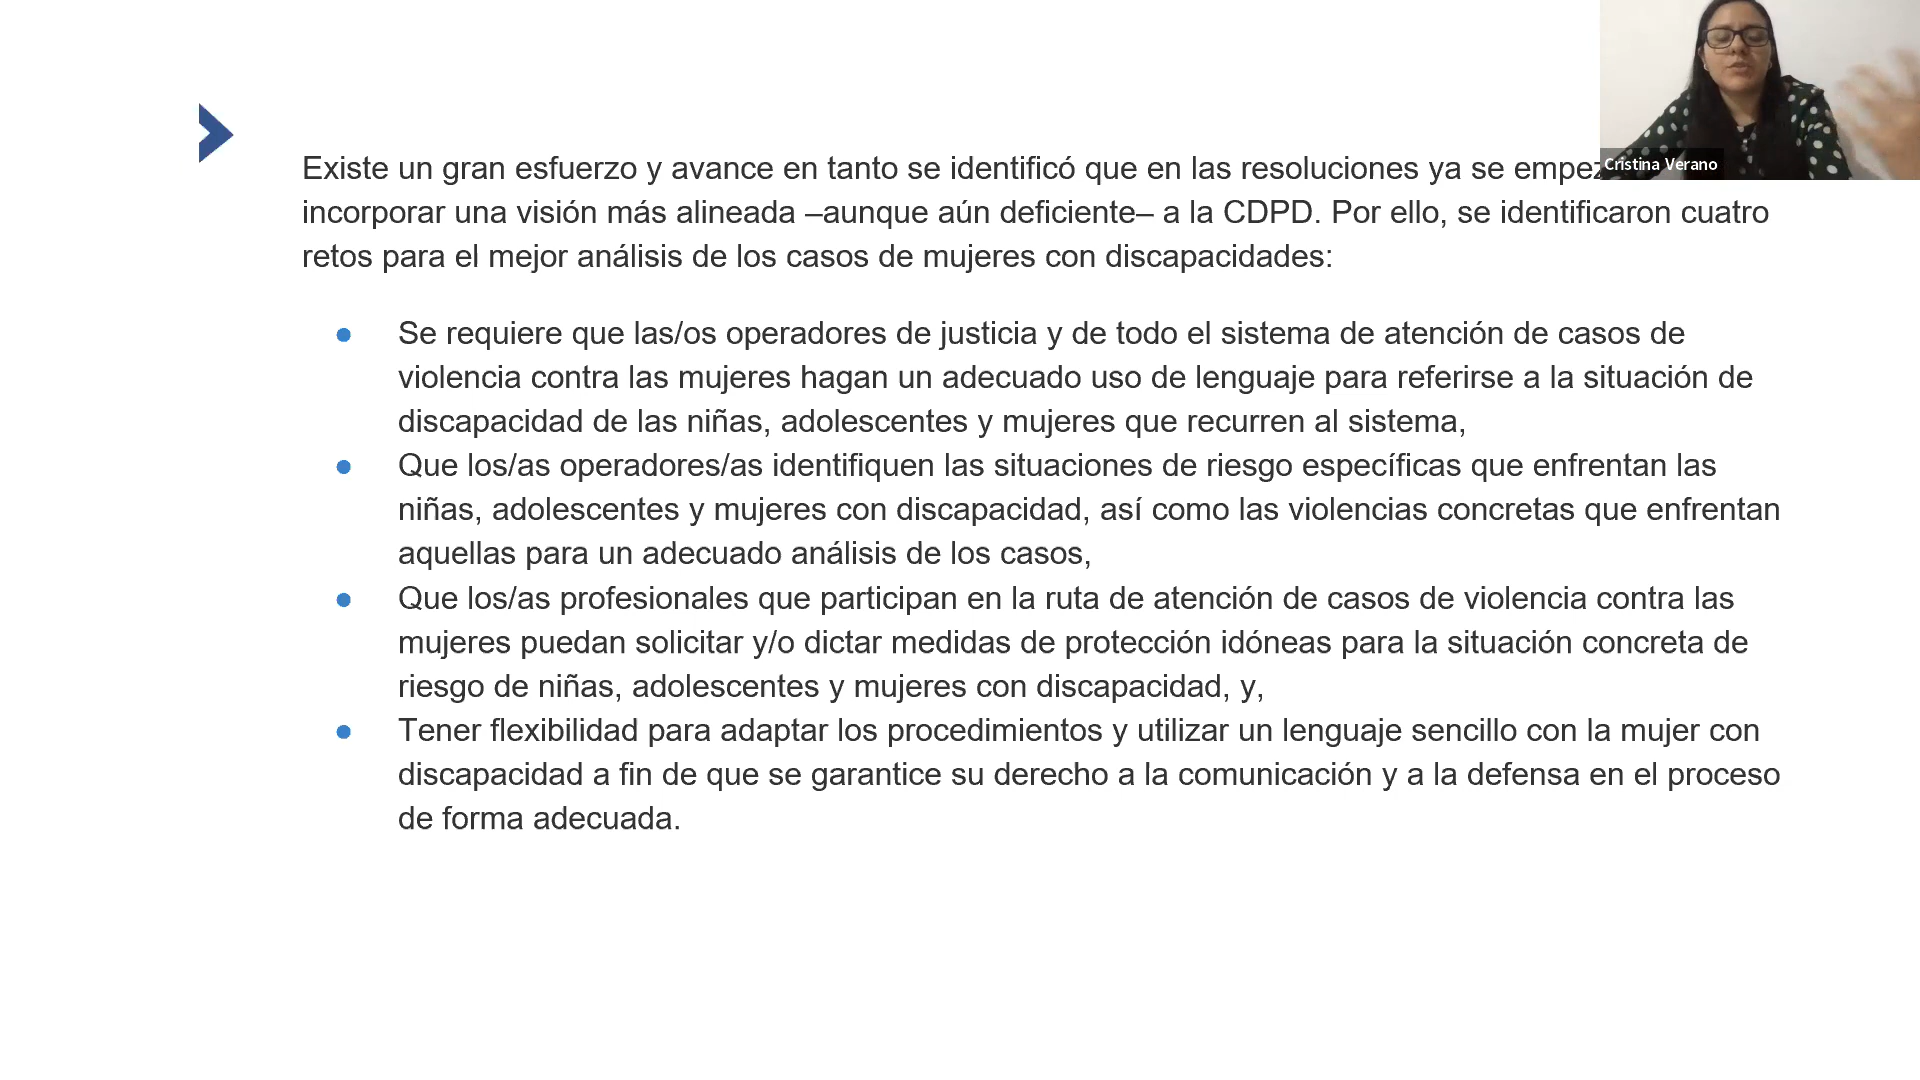 Existe un gran esfuerzo y avance en tanto se identificó que en las resoluciones ya se
incorporar una visión más alineada –aunque aún deficiente– a la CDPD. Por ello, se identificaron cuatro
retos para el mejor análisis de los casos de mujeres con discapacidades:
Se requiere que las/os operadores de justicia y de todo el sistema de atención de casos de
violencia contra las mujeres hagan un adecuado uso de lenguaje para referirse a la situación de
discapacidad de las niñas, adolescentes y mujeres que recurren al sistema,
Que los/as operadores/as identifiquen las situaciones de riesgo específicas que enfrentan las
niñas, adolescentes y mujeres con discapacidad, así como las violencias concretas que enfrentan
aquellas para un adecuado análisis de los casos,
Que los/as profesionales que participan en la ruta de atención de casos de violencia contra las
mujeres puedan solicitar y/o dictar medidas de protección idóneas para la situación concreta de
riesgo de niñas, adolescentes y mujeres con discapacidad, y,
Tener flexibilidad para adaptar los procedimientos y utilizar un lenguaje sencillo con la mujer con
discapacidad a fin de que se garantice su derecho a la comunicación y a la defensa en el proceso
de forma adecuada.
Cristina Verano